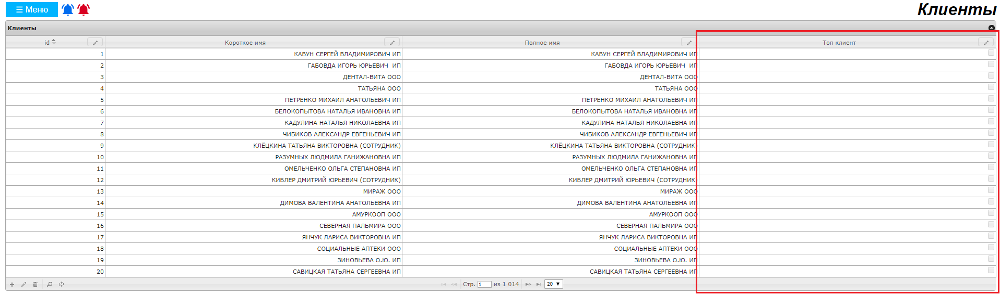 ☰ Меню
Клиенты
Клиенты
id Короткое имя Полное имя Топ клиент
1 КАВУН СЕРГЕЙ ВЛАДИМИРОВИЧ ИП КАВУН СЕРГЕЙ ВЛАДИМИРОВИЧ ИП
2 ГАБОВДА ИГОРЬ ЮРЬЕВИЧ ИП ГАБОВДА ИГОРЬ ЮРЬЕВИЧ ИП
3 ДЕНТАЛ-ВИТА ООО ДЕНТАЛ-ВИТА ООО
4 ТАТЬЯНА ООО ТАТЬЯНА ООО
5 ПЕТРЕНКО МИХАИЛ АНАТОЛЬЕВИЧ ИП ПЕТРЕНКО МИХАИЛ АНАТОЛЬЕВИЧ ИП
6 БЕЛОКОПЫТОВА НАТАЛЬЯ ИВАНОВНА ИП БЕЛОКОПЫТОВА НАТАЛЬЯ ИВАНОВНА ИП
7 КАДУЛИНА НАТАЛЬЯ НИКОЛАЕВНА ИП КАДУЛИНА НАТАЛЬЯ НИКОЛАЕВНА ИП
8 ЧИБИКОВ АЛЕКСАНДР ЕВГЕНЬЕВИЧ ИП ЧИБИКОВ АЛЕКСАНДР ЕВГЕНЬЕВИЧ ИП
9 КЛЁЦКИНА ТАТЬЯНА ВИКТОРОВНА (СОТРУДНИК) КЛЁЦКИНА ТАТЬЯНА ВИКТОРОВНА (СОТРУДНИК
10 РАЗУМНЫХ ЛЮДМИЛА ГАНИЖАНОВНА ИП РАЗУМНЫХ ЛЮДМИЛА ГАНИЖАНОВНА ИП
11 ОМЕЛЬЧЕНКО ОЛЬГА СТЕПАНОВНА ИП ОМЕЛЬЧЕНКО ОЛЬГА СТЕПАНОВНА ИП
12 КИБЛЕР ДМИТРИЙ ЮРЬЕВИЧ (СОТРУДНИК) КИБЛЕР ДМИТРИЙ ЮРЬЕВИЧ (СОТРУДНИК
13 МИРАЖ ООО МИРАЖ ООО
14 ДИМОВА ВАЛЕНТИНА АНАТОЛЬЕВНА ИП ДИМОВА ВАЛЕНТИНА АНАТОЛЬЕВНА ИП
15 АМУРКООП ООО АМУРКООП ООО
16 СЕВЕРНАЯ ПАЛЬМИРА ООО СЕВЕРНАЯ ПАЛЬМИРА ООО
17 ЯНЧУК ЛАРИСА ВИКТОРОВНА ИП ЯНЧУК ЛАРИСА ВИКТОРОВНА ИП
18 СОЦИАЛЬНЫЕ АПТЕКИ ООО СОЦИАЛЬНЫЕ АПТЕКИ ООО
19 ЗИНОВЬЕВА О.Ю. ИП ЗИНОВЬЕВА О.Ю. ИП
20 САВИЦКАЯ ТАТЬЯНА СЕРГЕЕВНА ИП САВИЦКАЯ ТАТЬЯНА СЕРГЕЕВНА ИП
Стр. 1 из 1 014 20